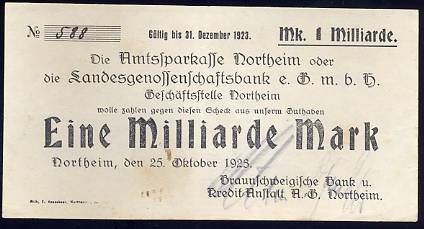 № 588 Gültig bis 31. Dezember 1923. Mk. 1 Milliarde.
Die Amtssparkasse Northeim oder
die Landesgenossenschaftsbank e. G. m. b. H.
Geschäftsstelle Northeim
wolle zahlen gegen diesen Scheck aus unserm Guthaben
Eine Milliarde Mark
Northeim, den 25. Oktober 1923.
Braunschweigische Bank u.
Kredit-Anstalt A.-G. Northeim.